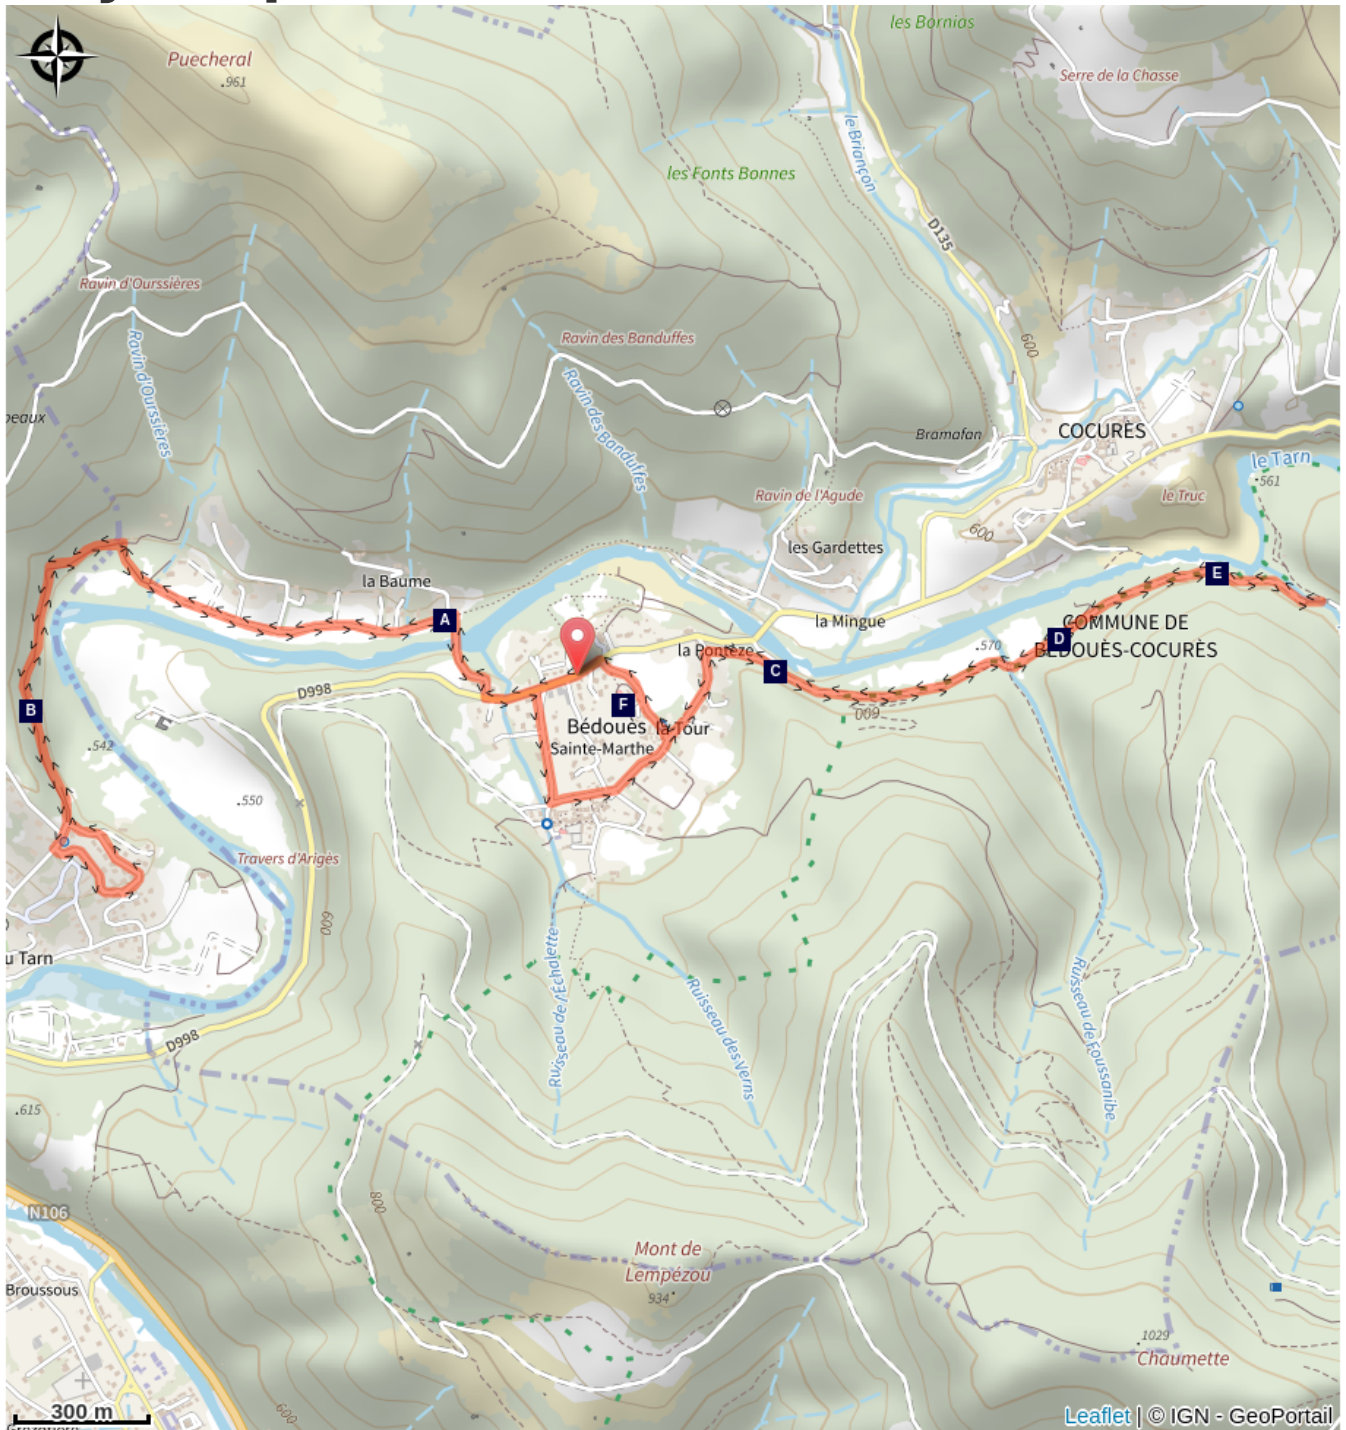 les Bornias
Puecheral
.961
Serre de la Chasse
le Briançon
les Fonts Bonnes
D135
Ravin d'Ourssières
Ravin d'Ourssières
Ravin des Banduffes
600
Ravin des Banduffes
peaux
Bramafan
COCURÈS
le Tarn
.561
Ravin de l'Agude
le Truc
600
les Gardettes
la Baume
E
A
la Mingue
COMMUNE DE
BÉDOUÈS-COCURÈS
D
.570
la Pontèze
C
D998
F
B
600
Bédouès
la Tour
Sainte-Marthe
.542
.550
Travers d'Arigès
600
u Tarn
Ruisseau de l'Échalette
Ruisseau des Verns
Ruisseau de Foussanibe
D998
.615
800
N106
Mont de
Lempézou
934
Broussous
.1029
Chaumette
600
300 m
Leaflet | © IGN - GeoPortail